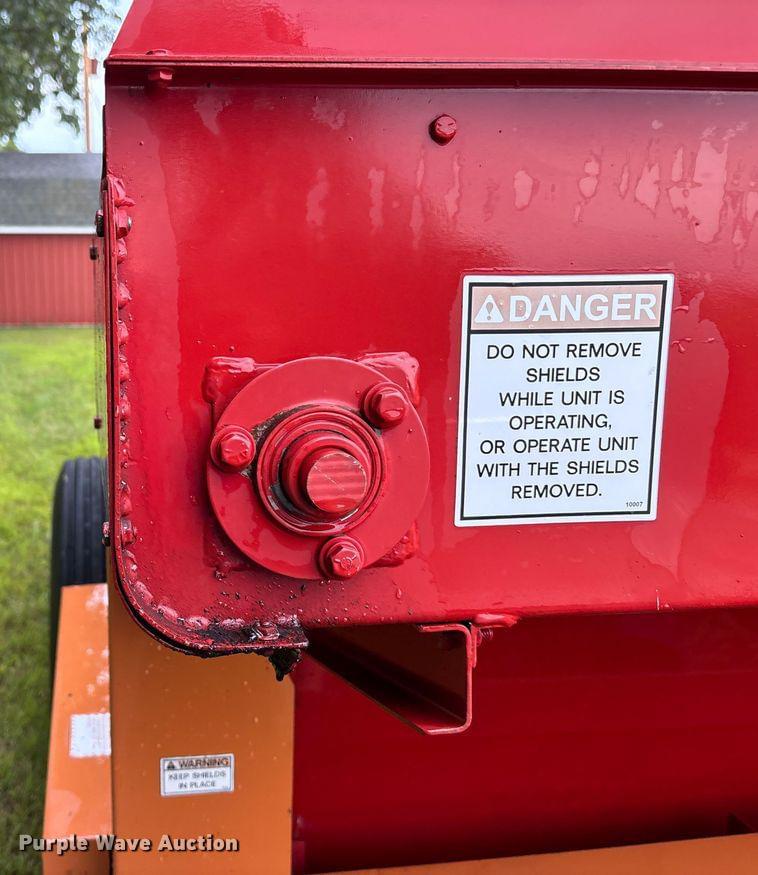 DANGER
DO NOT REMOVE
SHIELDS
WHILE UNIT IS
OPERATING,
OR OPERATE UNIT
WITH THE SHIELDS
REMOVED.
10007
WARNING
KEEP SHIELDS
IN PLACE
Purple Wave Auction